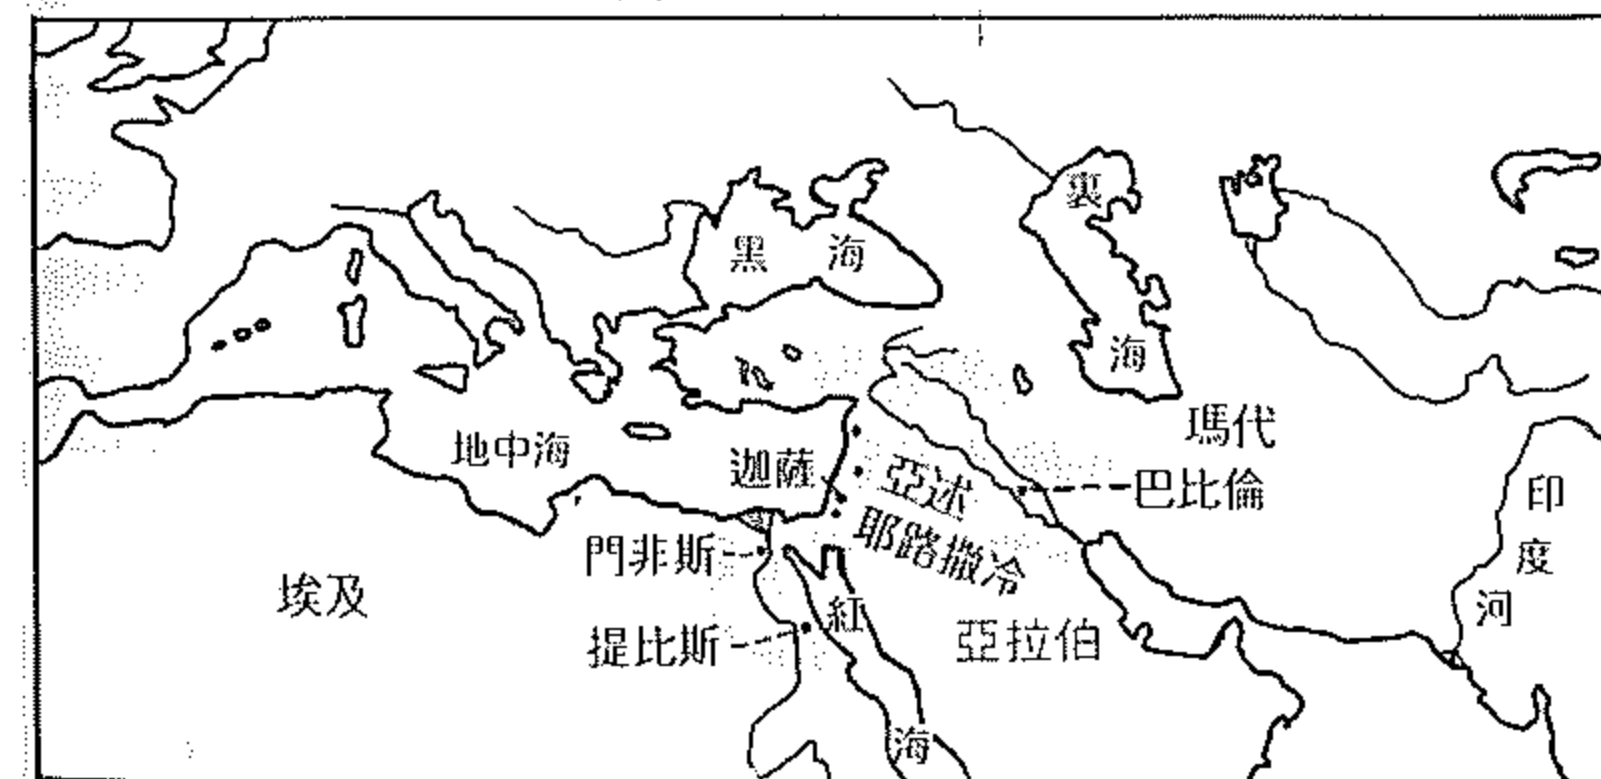 裏海
黑海
瑪代
地中海
迦薩
亞述
巴比倫
印度河
耶路撒冷
門非斯
埃及
紅海
提比斯
亞拉伯